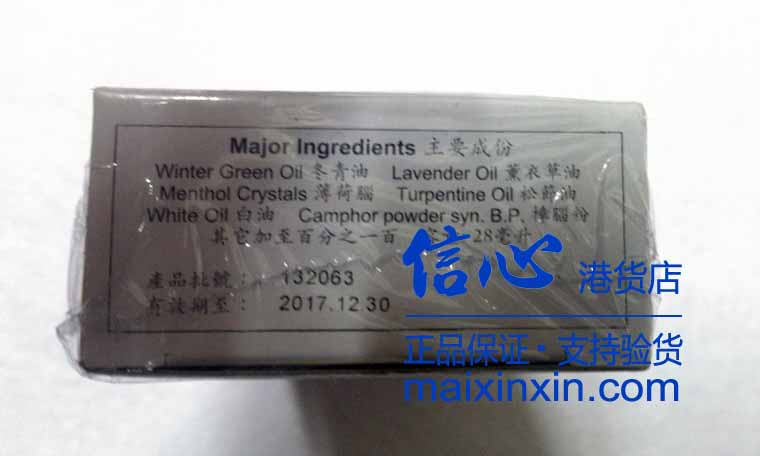 Major Ingredients 主要成份
Winter Green Oil 冬青油 Lavender Oil 薰衣草油
Menthol Crystals 薄荷腦 Turpentine Oil 松節油
White Oil 白油 Camphor powder syn. B.P. 樟腦粉
其它加至百分之一百 28毫升
產品批號： 132063
有效期至： 2017.12.30
信心 港货店
正品保证·支持验货
maixinxin.com